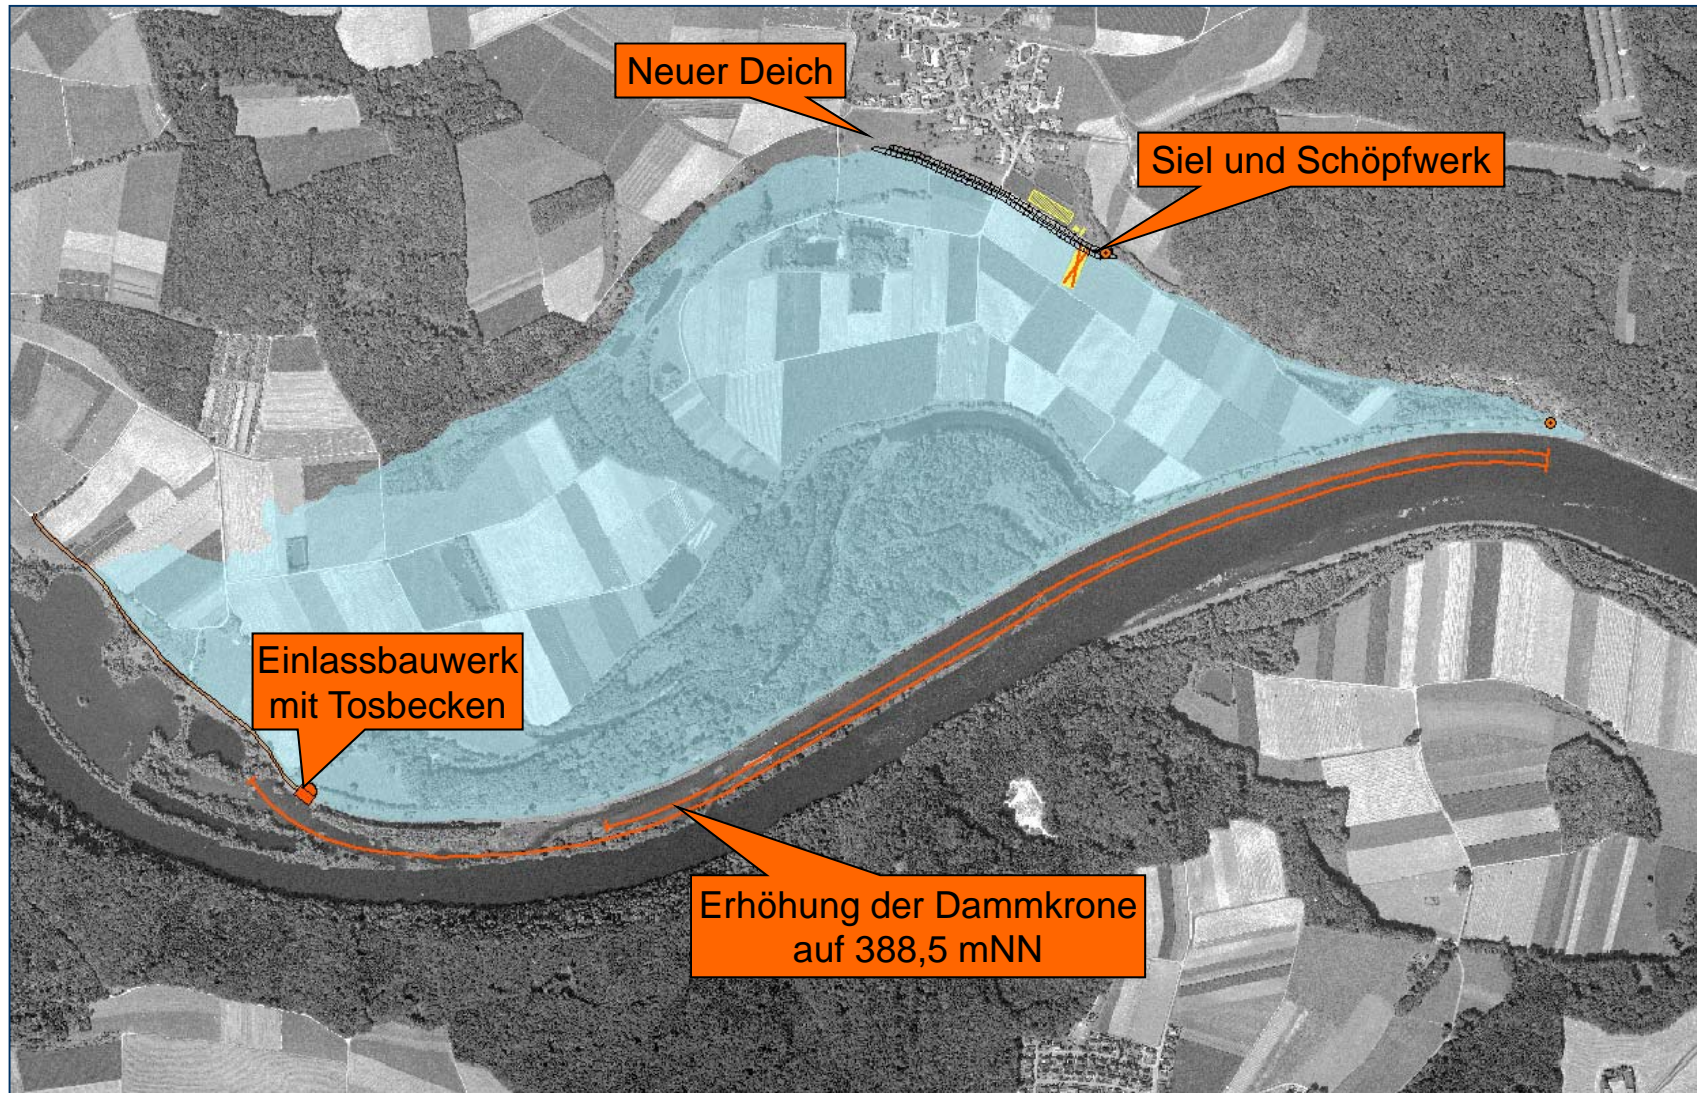 Neuer Deich
Siel und Schöpfwerk
Einlassbauwerk
mit Tosbecken
Erhöhung der Dammkrone
auf 388,5 mNN